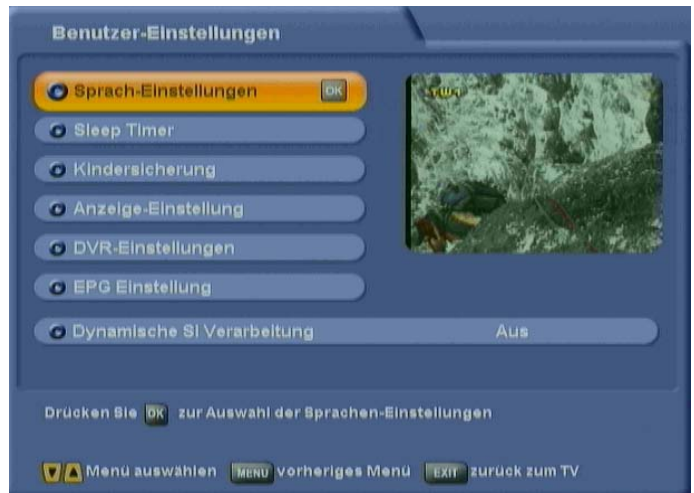 Benutzer-Einstellungen
Sprach-Einstellungen OK
TW1
Sleep Timer
Kindersicherung
Anzeige-Einstellung
DVR-Einstellungen
EPG Einstellung
Dynamische SI Verarbeitung Aus
Drücken Sie OK zur Auswahl der Sprachen-Einstellungen
Menü auswählen MENU vorheriges Menü EXIT zurück zum TV